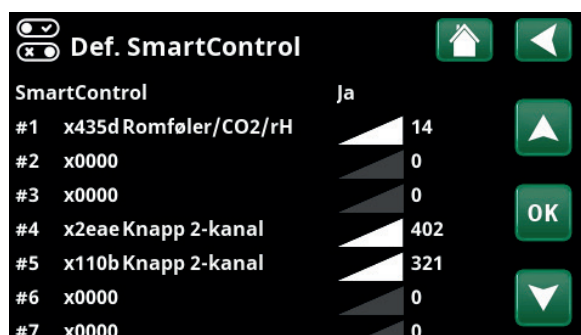 Def. SmartControl
SmartControl Ja
#1 x435d Romføler/CO2/rH 14
#2 x0000 0
#3 x0000 0
#4 x2eae Knapp 2-kanal 402
OK
#5 x110b Knapp 2-kanal 321
#6 x0000 0
#7 x0000 0